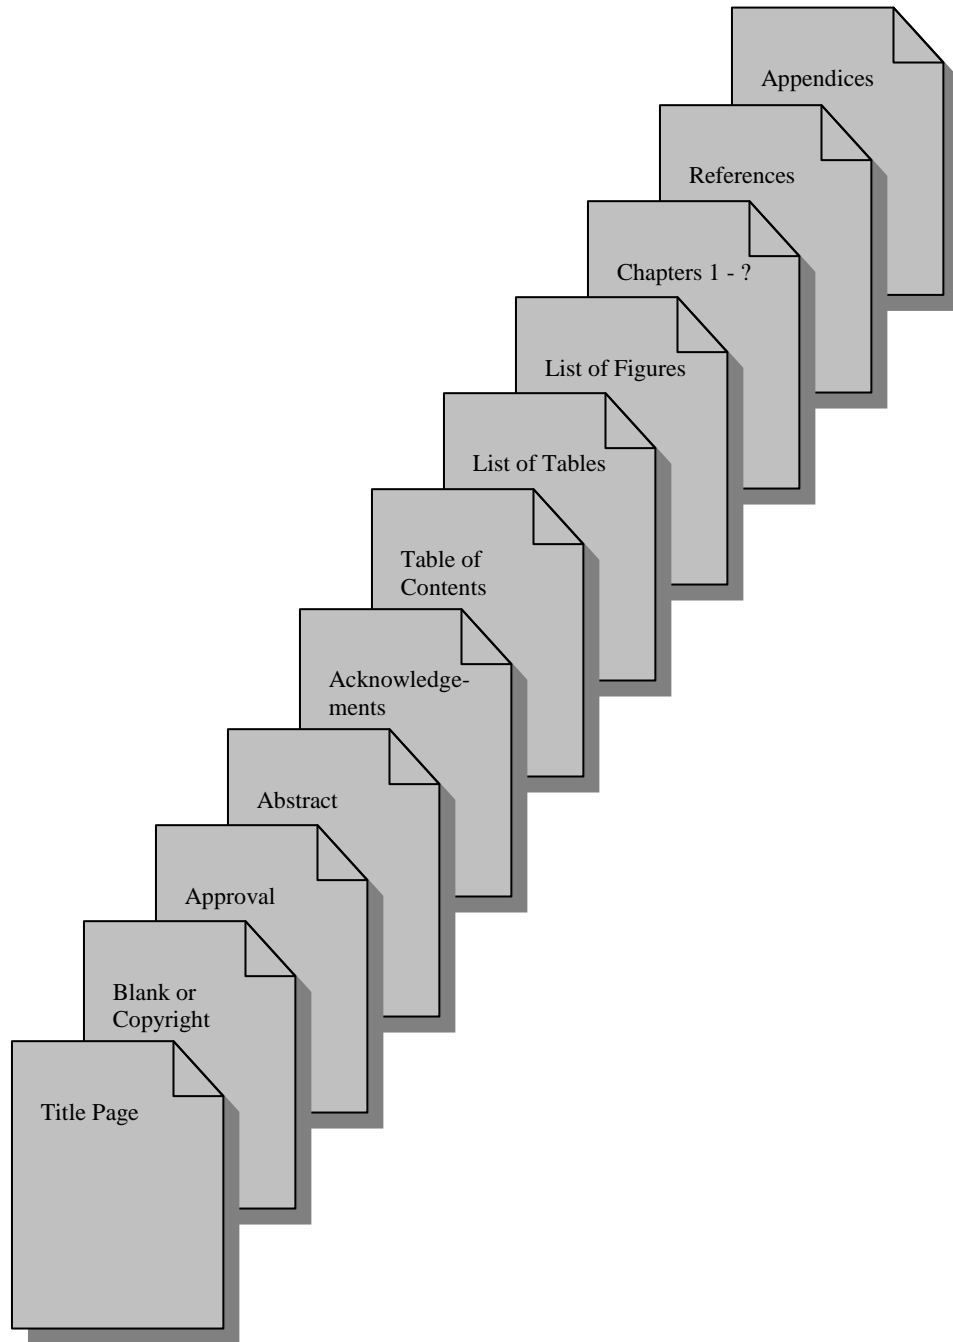 Appendices
References
Chapters 1 - ?
List of Figures
List of Tables
Table of
Contents
Acknowledge-
ments
Abstract
Approval
Blank or
Copyright
Title Page